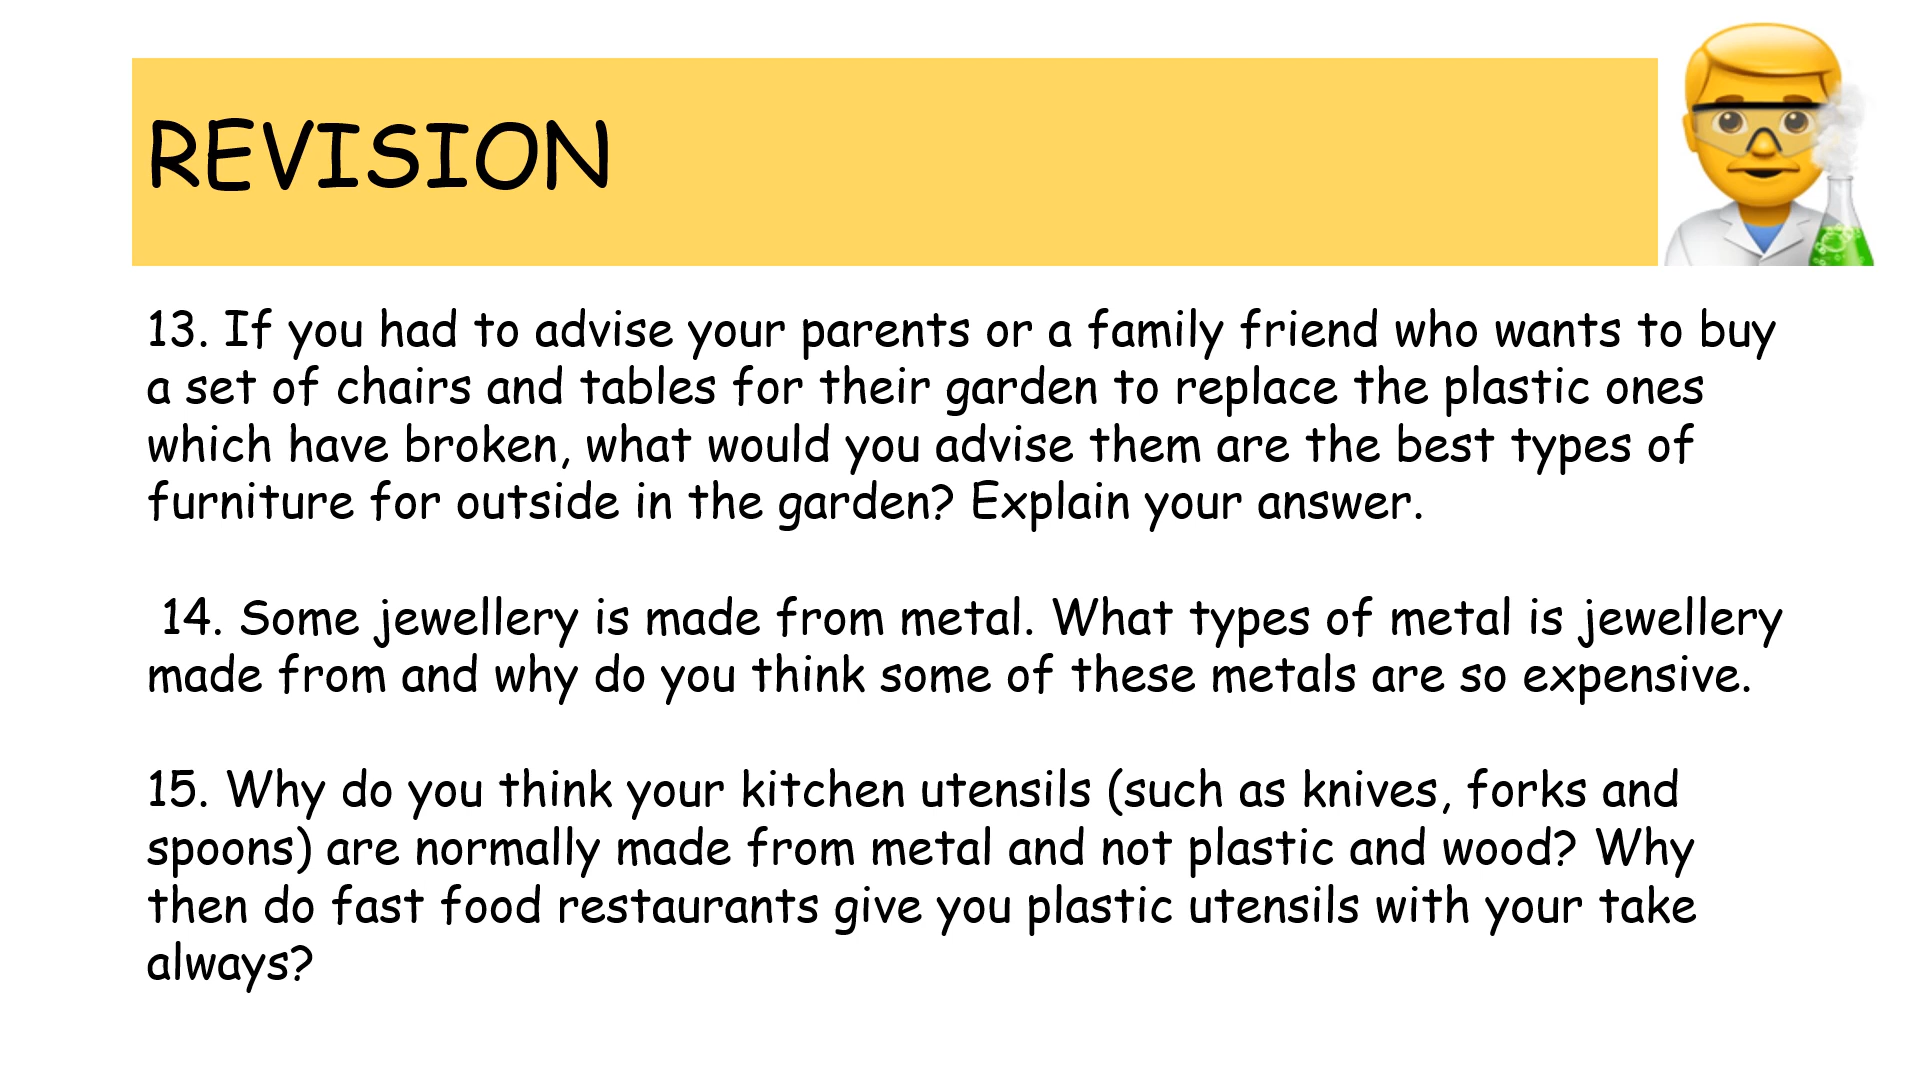 REVISION
13. If you had to advise your parents or a family friend who wants to buy
a set of chairs and tables for their garden to replace the plastic ones
which have broken, what would you advise them are the best types of
furniture for outside in the garden? Explain your answer.
14. Some jewellery is made from metal. What types of metal is jewellery
made from and why do you think some of these metals are so expensive.
15. Why do you think your kitchen utensils (such as knives, forks and
spoons) are normally made from metal and not plastic and wood? Why
then do fast food restaurants give you plastic utensils with your take
always?